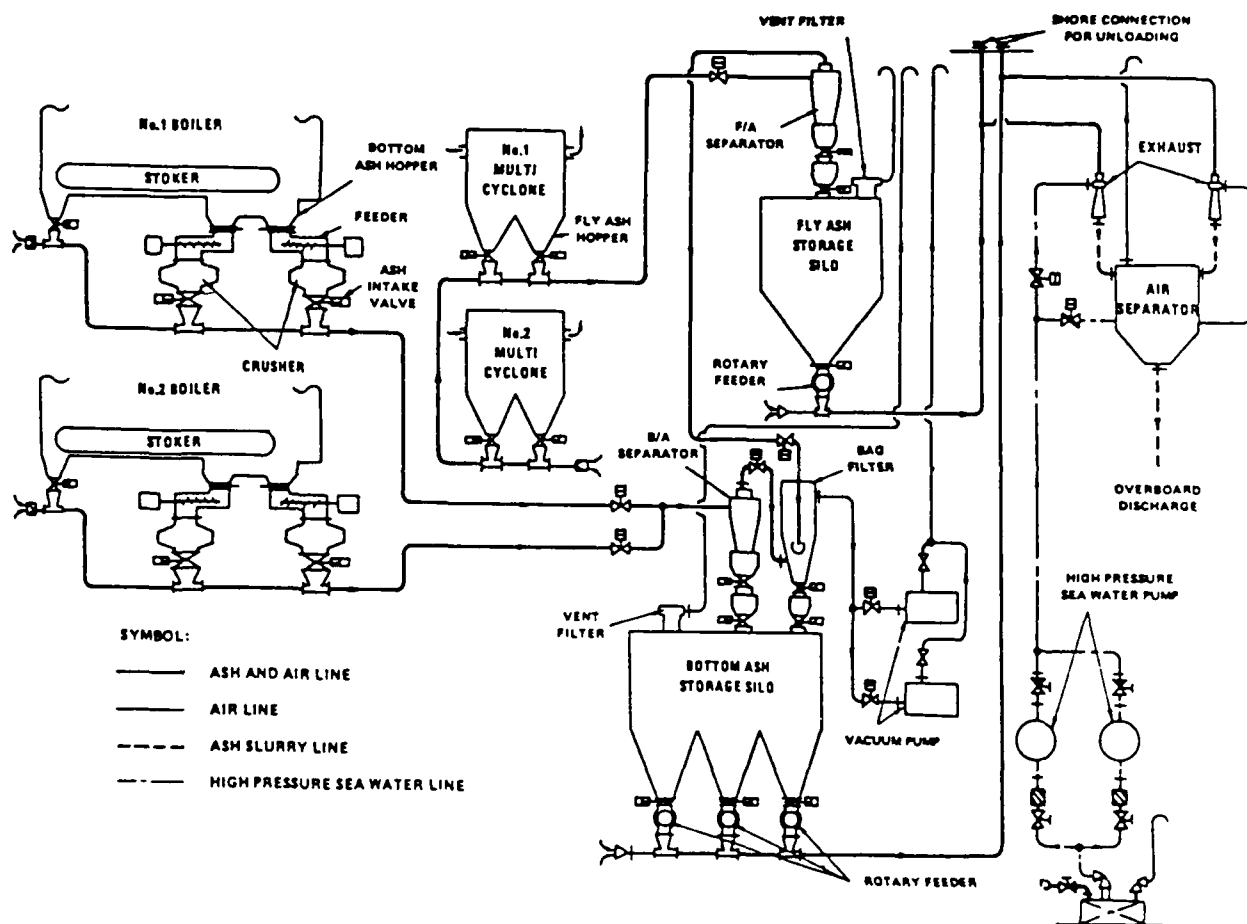 VENT FILTER
SHORE CONNECTION
FOR UNLOADING
No.1 BOILER
STOKER
BOTTOM
ASH HOPPER
FEEDER
ASH
INTAKE
VALVE
CRUSHER
No.1
MULTI
CYCLONE
FLY ASH
HOPPER
F/A
SEPARATOR
FLY ASH
STORAGE
SILO
EXHAUST
AIR
SEPARATOR
No.2
MULTI
CYCLONE
ROTARY
FEEDER
No.2 BOILER
STOKER
B/A
SEPARATOR
BAG
FILTER
OVERBOARD
DISCHARGE
HIGH PRESSURE
SEA WATER PUMP
VENT
FILTER
BOTTOM ASH
STORAGE SILO
VACUUM PUMP
SYMBOL:
ASH AND AIR LINE
AIR LINE
ASH SLURRY LINE
HIGH PRESSURE SEA WATER LINE
ROTARY FEEDER